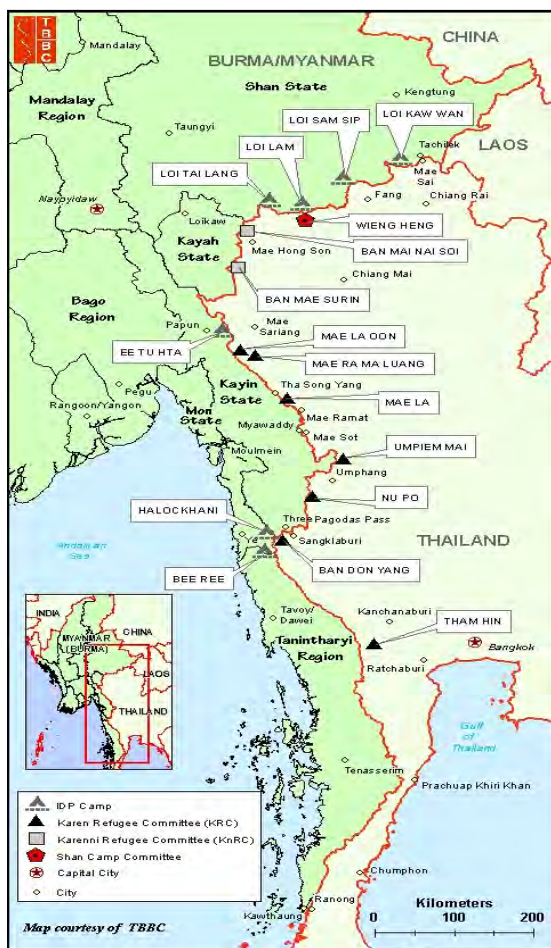 T
B
B
C
CHINA
Mandalay
BURMA/MYANMAR
Shan State
Kengtung
Mandalay
Region
LOI SAM SIP
LOI KAW WAN
Taungyi
LAOS
LOI LAM
Tachilek
LOI TAI LANG
Mae
Sai
Fang
Chiang Rai
Naypyidaw
Loikaw
WIENG HENG
Kayah
State
BAN MAI NAI SOI
Mae Hong Son
Chiang Mai
Bago
Region
BAN MAE SURIN
Papun
Mae
Sariang
MAE LA OON
EE TU HTA
MAE RA MA LUANG
Kayin
State
Tha Song Yang
Pegu
MAE LA
Mon
State
Rangoon/Yangon
Mae Ramat
Myawaddy
Mae Sot
UMPIEM MAI
Moulmein
Umphang
NU PO
HALOCKHANI
Three Pagodas Pass
Ye
Sangklaburi
THAILAND
Andaman
Sea
BEE REE
BAN DON YANG
Tavoy/
Dawei
Kanchanaburi
THAM HIN
Tanintharyi
Region
Bangkok
Ratchaburi
INDIA
CHINA
MYANMAR
(BURMA)
LAOS
THAILAND
Gulf
of
Thailand
Tenasserim
Prachuap Khiri Khan
IDP Camp
Karen Refugee Committee (KRC)
Karenni Refugee Committee (KnRC)
Shan Camp Committee
Capital City
City
Chumphon
Ranong
Kilometers
Kawthaung
0 100 200
Map courtesy of TBBC